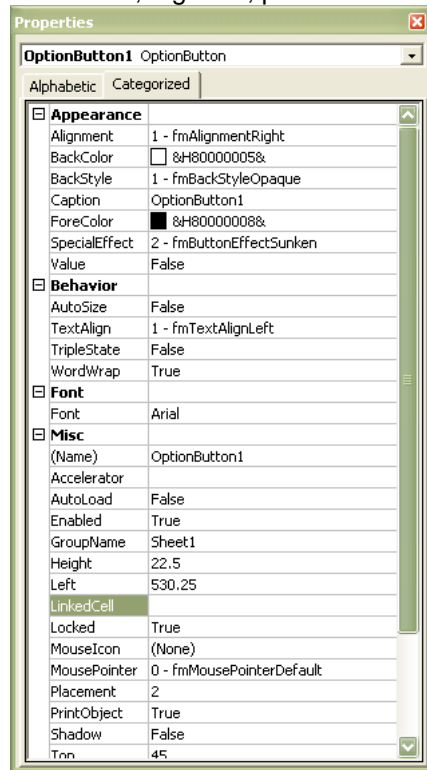 Properties
OptionButton1 OptionButton
Alphabetic Categorized
Appearance
Alignment 1 - fmAlignmentRight
BackColor &H80000005&
BackStyle 1 - fmBackStyleOpaque
Caption OptionButton1
ForeColor &H80000008&
SpecialEffect 2 - fmButtonEffectSunken
Value False
Behavior
AutoSize False
TextAlign 1 - fmTextAlignLeft
TripleState False
WordWrap True
Font
Font Arial
Misc
(Name) OptionButton1
Accelerator
AutoLoad False
Enabled True
GroupName Sheet1
Height 22.5
Left 530.25
LinkedCell
Locked True
MouseIcon (None)
MousePointer 0 - fmMousePointerDefault
Placement 2
PrintObject True
Shadow False
Top 45